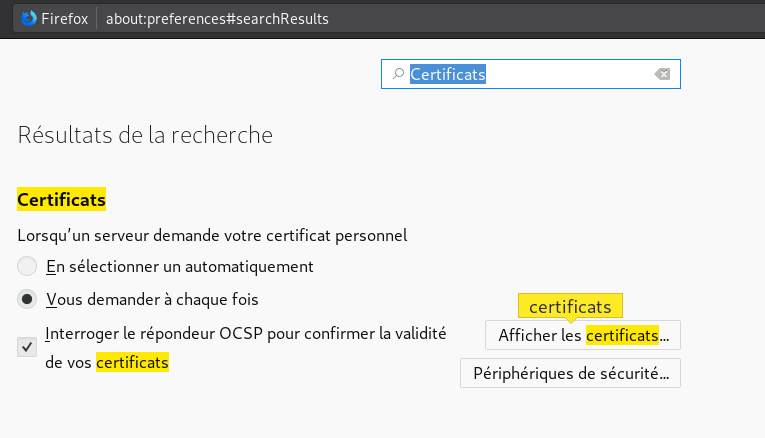 Firefox about:preferences#searchResults
Certificats
Résultats de la recherche
Certificats
Lorsqu'un serveur demande votre certificat personnel
En sélectionner un automatiquement
Vous demander à chaque fois
Interroger le répondeur OCSP pour confirmer la validité
de vos certificats
certificats
Afficher les certificats...
Périphériques de sécurité...